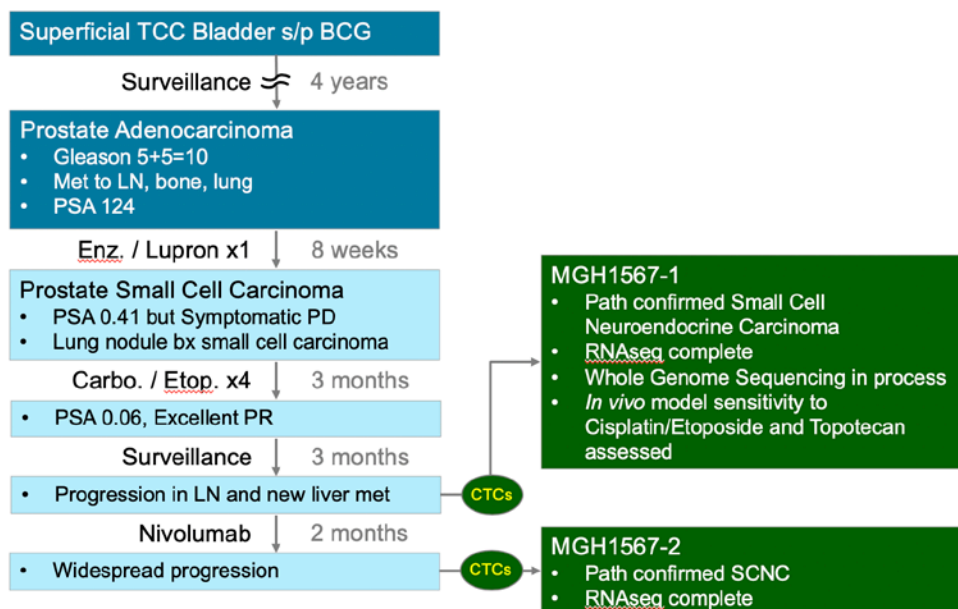 Superficial TCC Bladder s/p BCG
Surveillance
4 years
Prostate Adenocarcinoma
• Gleason 5+5=10
• Met to LN, bone, lung
• PSA 124
Enz. / Lupron x1
8 weeks
Prostate Small Cell Carcinoma
• PSA 0.41 but Symptomatic PD
• Lung nodule bx small cell carcinoma
Carbo. / Etop. x4
3 months
• PSA 0.06, Excellent PR
Surveillance
3 months
• Progression in LN and new liver met
CTCs
Nivolumab
2 months
• Widespread progression
CTCs
MGH1567-1
• Path confirmed Small Cell
Neuroendocrine Carcinoma
• RNAseq complete
• Whole Genome Sequencing in process
• In vivo model sensitivity to
Cisplatin/Etoposide and Topotecan
assessed
MGH1567-2
• Path confirmed SCNC
• RNAseq complete